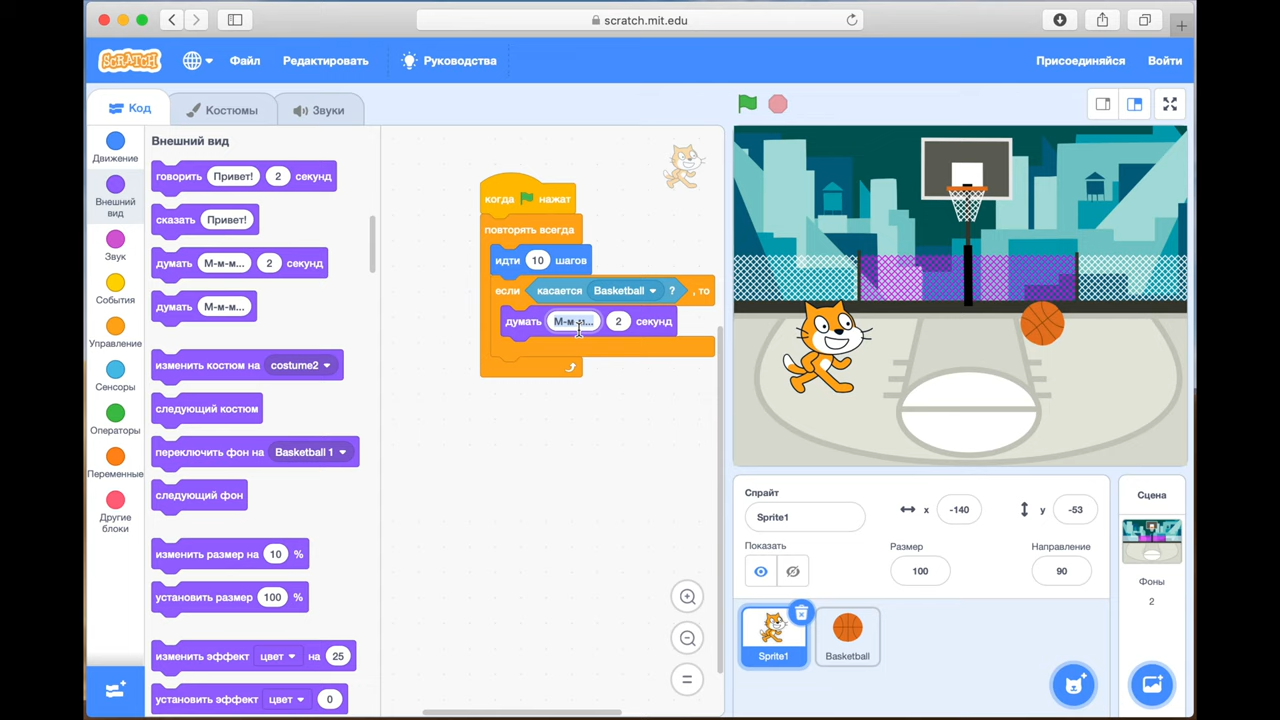 scratch.mit.edu
SCRATCH
Файл
Редактировать
Руководства
Присоединяйся
Войти
Код
Костюмы
Звуки
Движение
Внешний
вид
Звук
События
Управление
Сенсоры
Операторы
Переменные
Другие
блоки
Внешний вид
говорить Привет! 2 секунд
сказать Привет!
думать М-м-м... 2 секунд
думать М-м-м...
изменить костюм на costume2
следующий костюм
переключить фон на Basketball 1
следующий фон
изменить размер на 10 %
установить размер 100 %
изменить эффект цвет на 25
установить эффект цвет 0
когда нажат
повторять всегда
идти 10 шагов
если касается Basketball ? , то
думать М-м-м... 2 секунд
Спрайт
Sprite1
x -140
y -53
Показать
Размер
100
Направление
90
Sprite1
Basketball
Сцена
Фоны
2